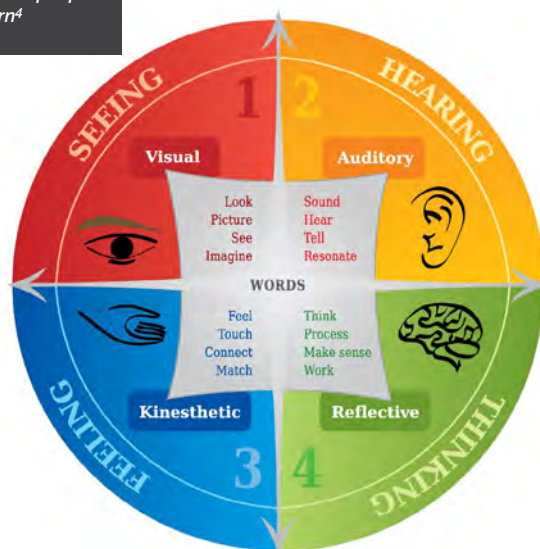 rn⁴
SEEING
1
Visual
Look
Picture
See
Imagine
2
HEARING
Auditory
Sound
Hear
Tell
Resonate
WORDS
Feel
Touch
Connect
Match
Kinesthetic
FEELING
3
Think
Process
Make sense
Work
Reflective
4
THINKING